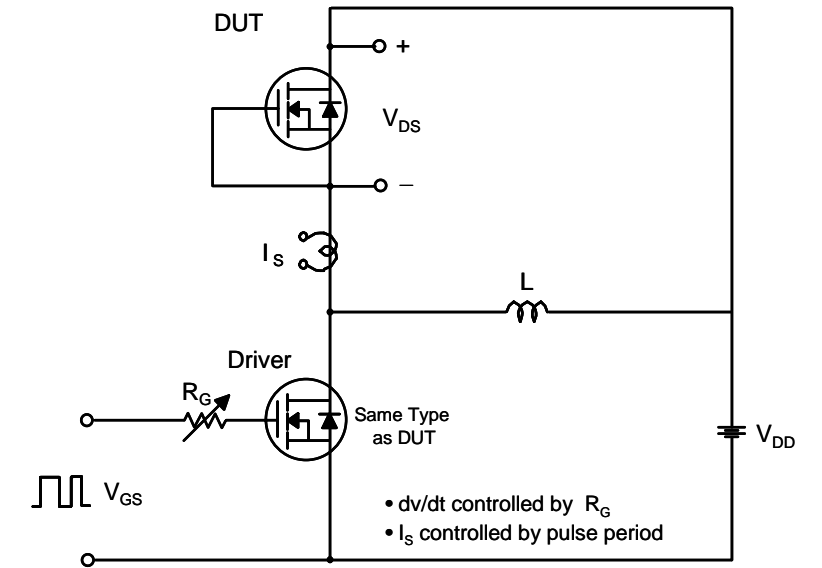 DUT
+
V_DS
−
I_S
L
Driver
R_G
Same Type
as DUT
V_DD
V_GS
• dv/dt controlled by R_G
• I_S controlled by pulse period